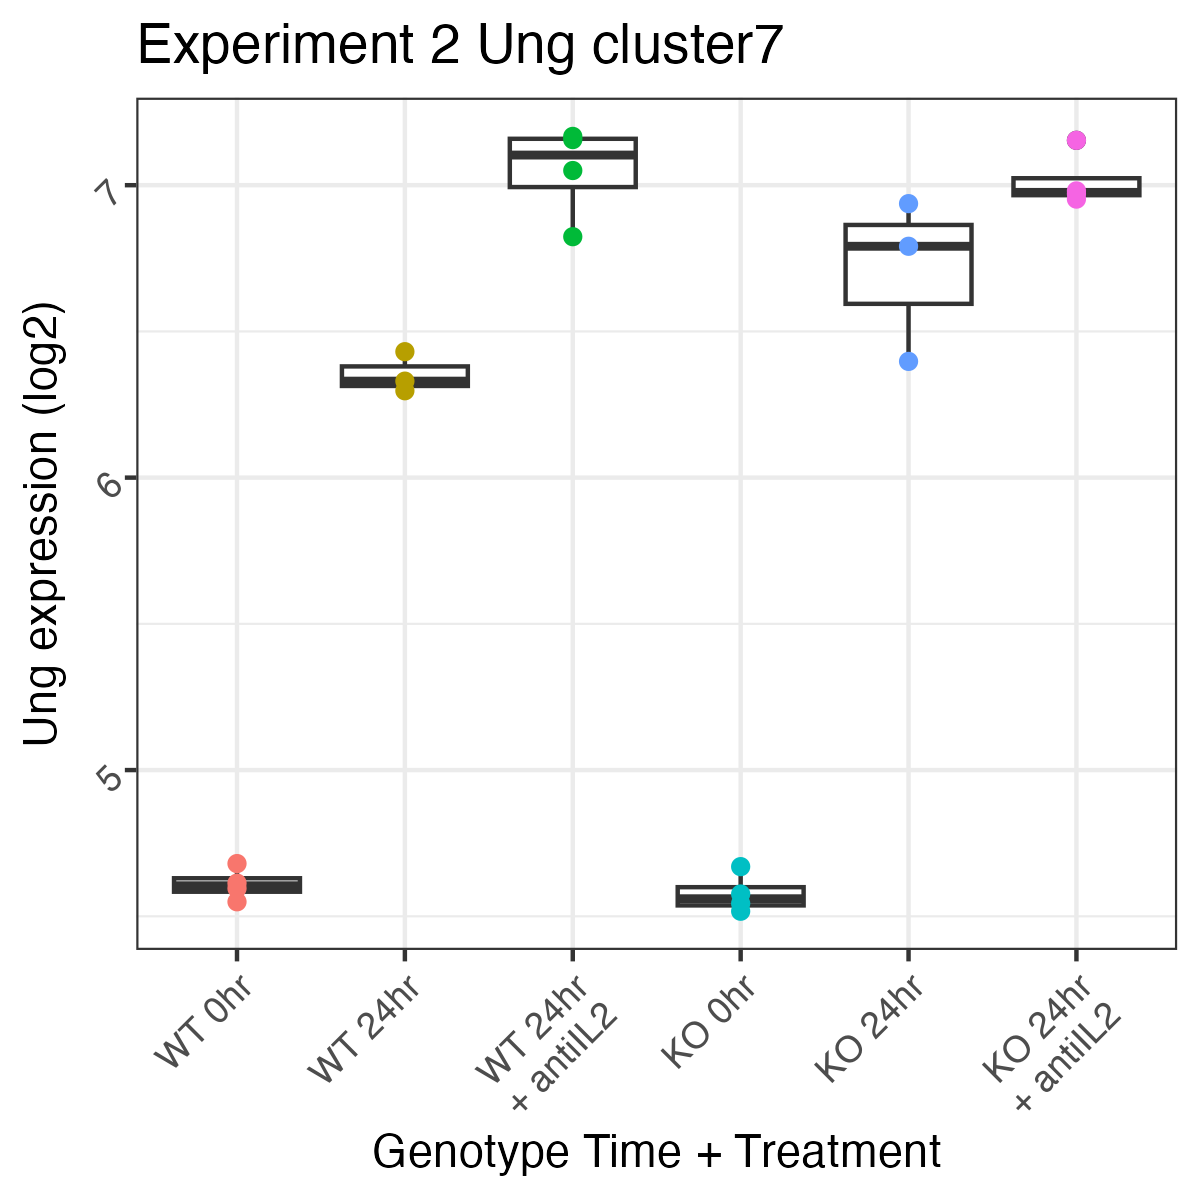 Experiment 2 Ung cluster7
Ung expression (log2)
7
6
5
WT 0hr
WT 24hr
WT 24hr
+ antiIL2
KO 0hr
KO 24hr
KO 24hr
+ antiIL2
Genotype Time + Treatment